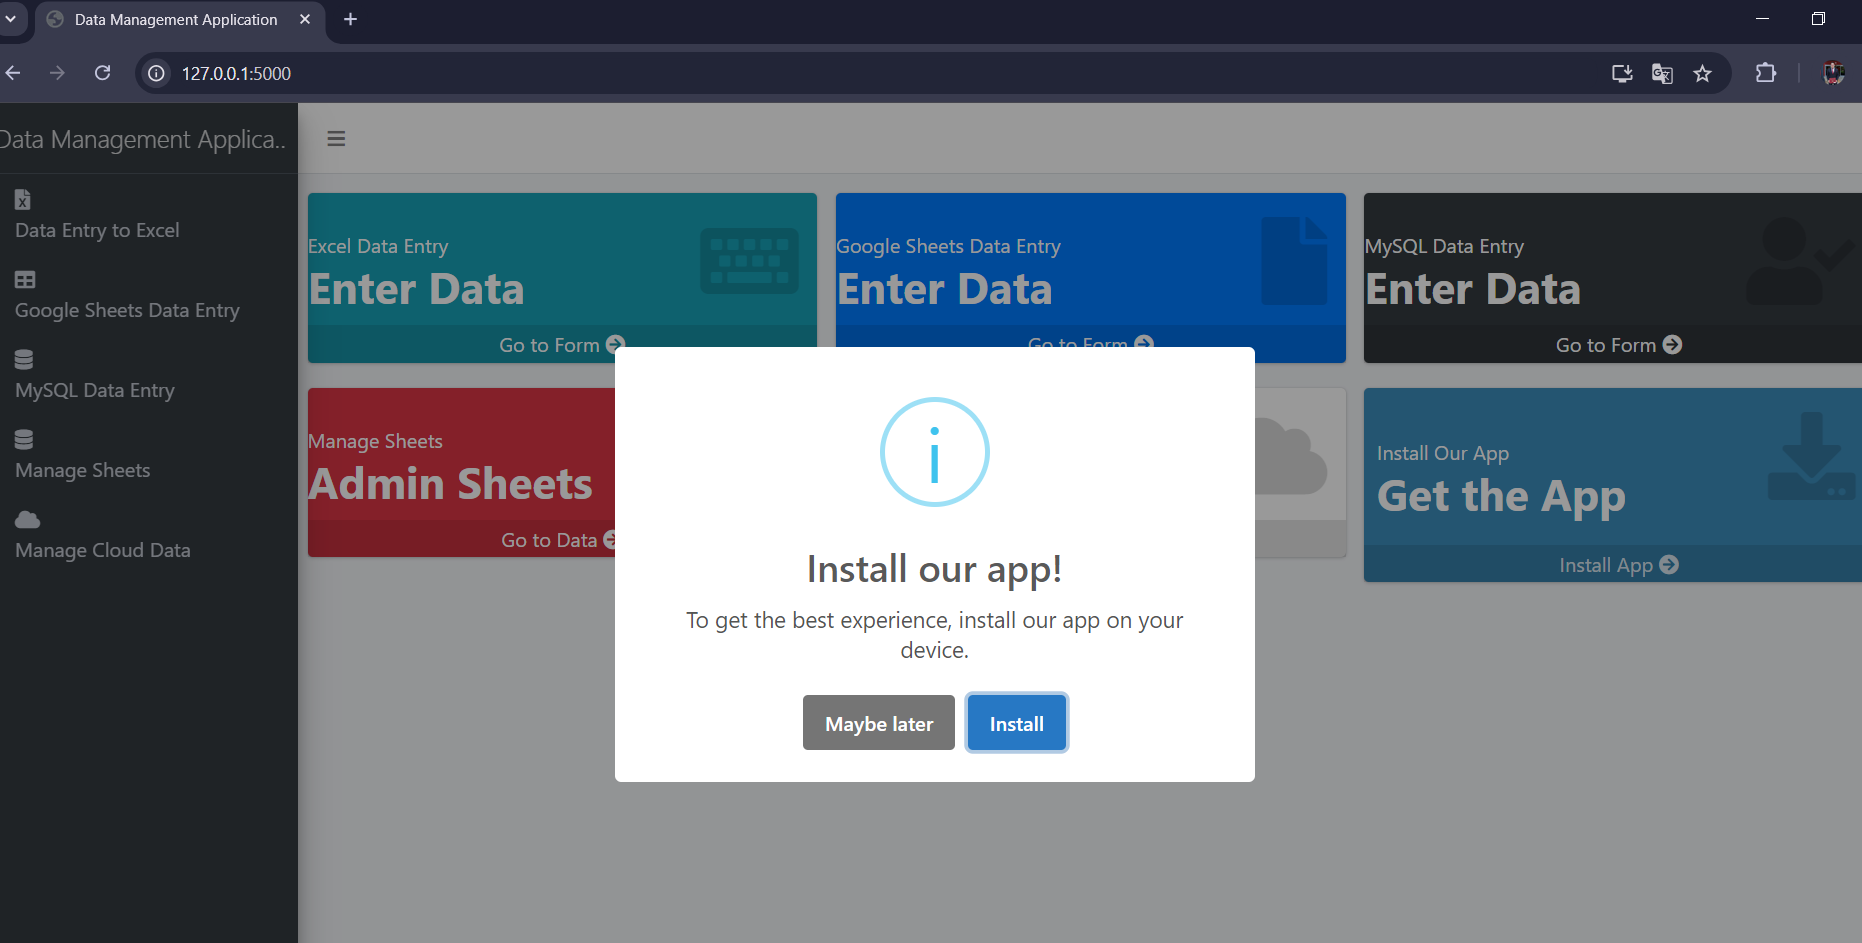 Data Management Application
127.0.0.1:5000
Data Management Applica..
Data Entry to Excel
Google Sheets Data Entry
MySQL Data Entry
Manage Sheets
Manage Cloud Data
Excel Data Entry
Enter Data
Go to Form
Google Sheets Data Entry
Enter Data
Go to Form
MySQL Data Entry
Enter Data
Go to Form
Manage Sheets
Admin Sheets
Go to Data
Install Our App
Get the App
Install App
Install our app!
To get the best experience, install our app on your
device.
Maybe later
Install